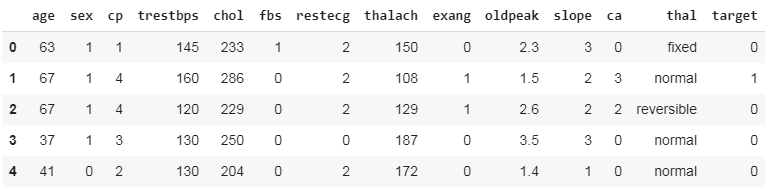 age sex cp trestbps chol fbs restecg thalach exang oldpeak slope ca thal target
0 63 1 1 145 233 1 2 150 0 2.3 3 0 fixed 0
1 67 1 4 160 286 0 2 108 1 1.5 2 3 normal 1
2 67 1 4 120 229 0 2 129 1 2.6 2 2 reversible 0
3 37 1 3 130 250 0 0 187 0 3.5 3 0 normal 0
4 41 0 2 130 204 0 2 172 0 1.4 1 0 normal 0